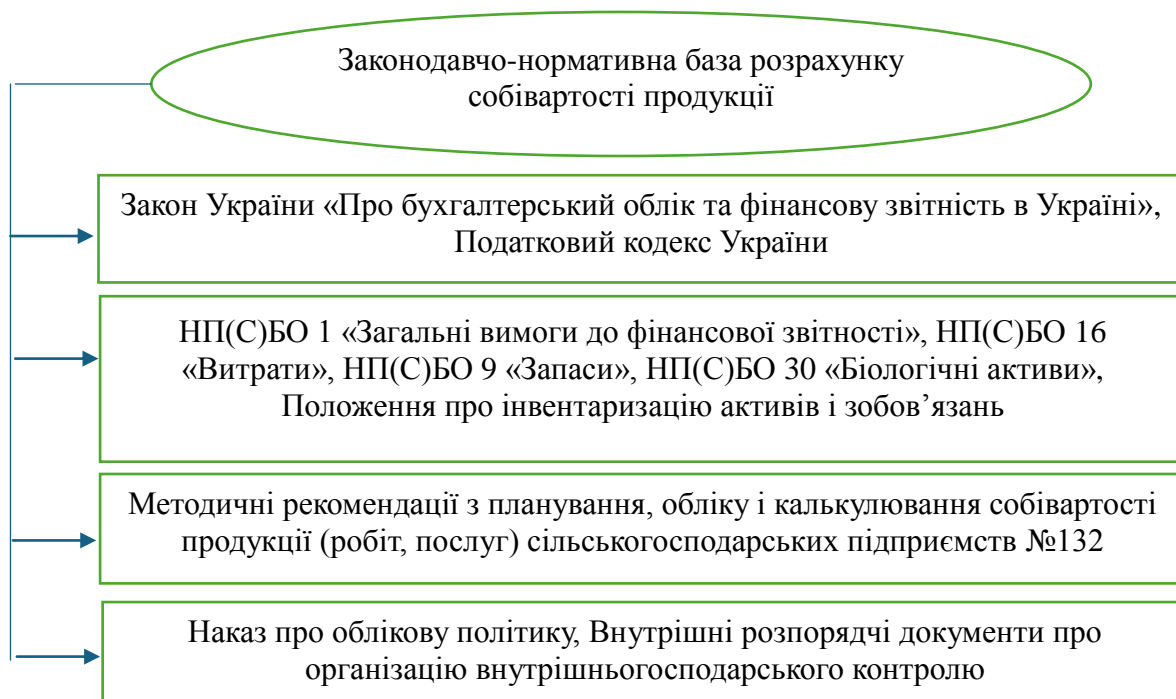 Законодавчо-нормативна база розрахунку
собівартості продукції
Закон України «Про бухгалтерський облік та фінансову звітність в Україні»,
Податковий кодекс України
НП(С)БО 1 «Загальні вимоги до фінансової звітності», НП(С)БО 16
«Витрати», НП(С)БО 9 «Запаси», НП(С)БО 30 «Біологічні активи»,
Положення про інвентаризацію активів і зобов’язань
Методичні рекомендації з планування, обліку і калькулювання собівартості
продукції (робіт, послуг) сільськогосподарських підприємств №132
Наказ про облікову політику, Внутрішні розпорядчі документи про
організацію внутрішньогосподарського контролю